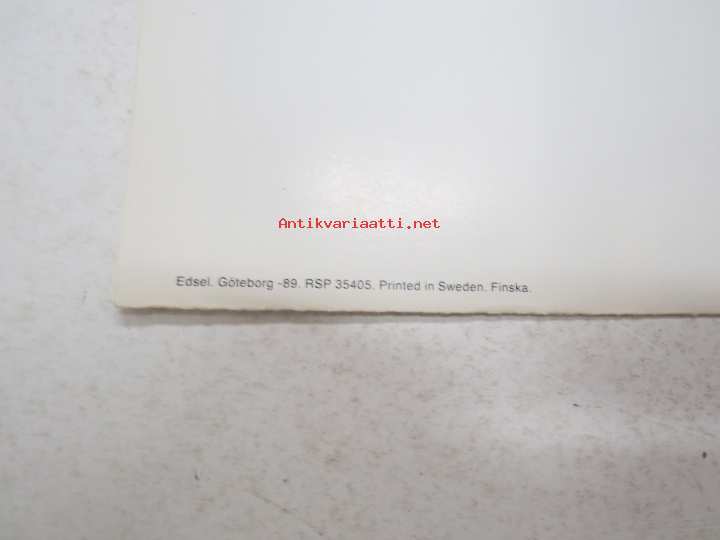 Antikvariaatti.net
Edsel. Göteborg -89. RSP 35405. Printed in Sweden. Finska.